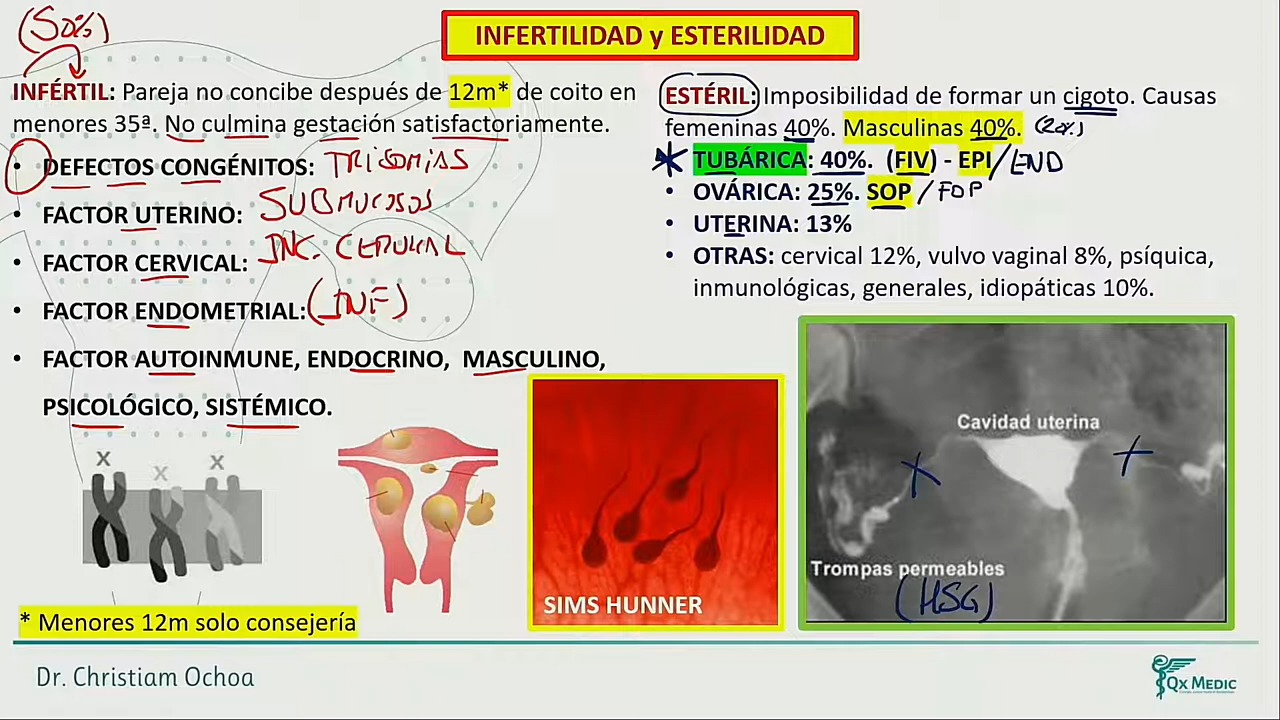 INFERTILIDAD y ESTERILIDAD
(50%)
INFÉRTIL: Pareja no concibe después de 12m* de coito en
menores 35ª. No culmina gestación satisfactoriamente.
• DEFECTOS CONGÉNITOS: TRISOMIAS
• FACTOR UTERINO: SUBMUCOSOS
• FACTOR CERVICAL: INC. CERVICAL
• FACTOR ENDOMETRIAL: (INF)
• FACTOR AUTOINMUNE, ENDOCRINO, MASCULINO,
PSICOLÓGICO, SISTÉMICO.
X X X
SIMS HUNNER
* Menores 12m solo consejería
ESTÉRIL: Imposibilidad de formar un cigoto. Causas
femeninas 40%. Masculinas 40%. (20%)
* TUBÁRICA: 40%. (FIV) - EPI/END
• OVÁRICA: 25%. SOP / FOP
• UTERINA: 13%
• OTRAS: cervical 12%, vulvo vaginal 8%, psíquica,
inmunológicas, generales, idiopáticas 10%.
Cavidad uterina
Trompas permeables
(HSG)
Dr. Christiam Ochoa
QX MEDIC